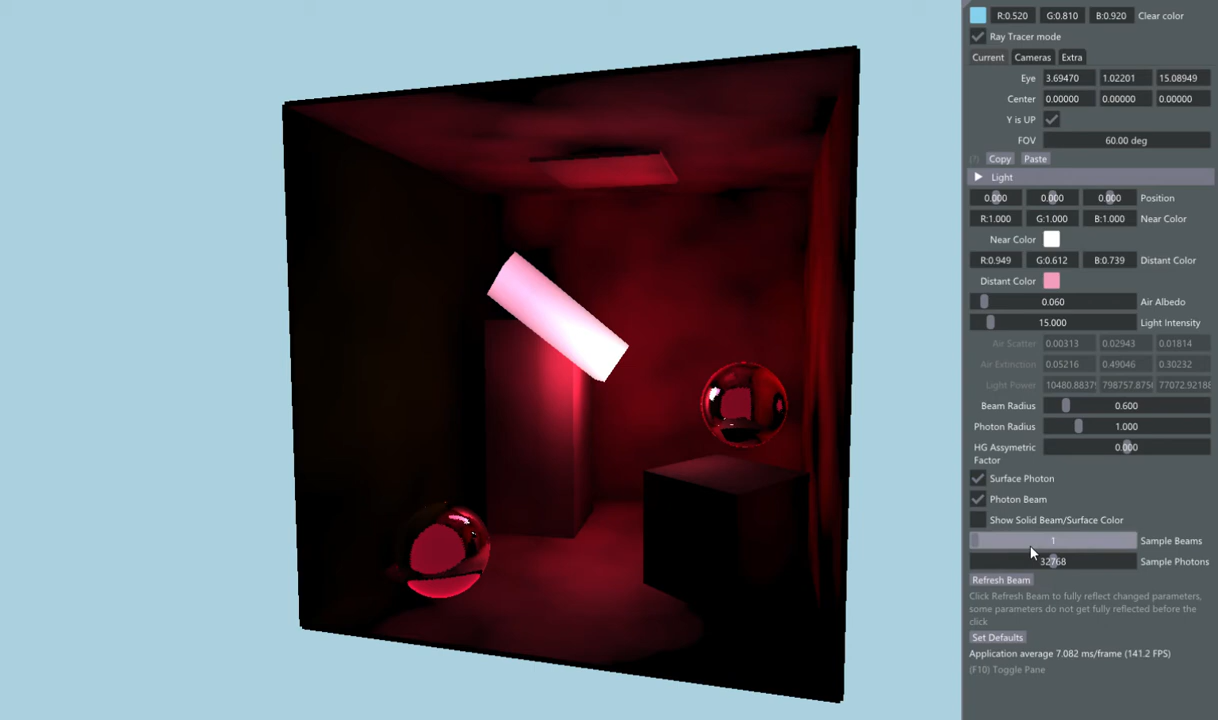 R:0.520 G:0.810 B:0.920 Clear color
Ray Tracer mode
Current Cameras Extra
Eye 3.69470 1.02201 15.08949
Center 0.00000 0.00000 0.00000
Y is UP
FOV 60.00 deg
(?) Copy Paste
Light
0.000 0.000 0.000 Position
R:1.000 G:1.000 B:1.000 Near Color
Near Color
R:0.949 G:0.612 B:0.739 Distant Color
Distant Color
0.060 Air Albedo
15.000 Light Intensity
Air Scatter 0.00313 0.02943 0.01814
Air Extinction 0.05216 0.49046 0.30232
Light Power 10480.8837 798757.875 77072.92188
Beam Radius 0.600
Photon Radius 1.000
HG Assymetric 0.000
Factor
Surface Photon
Photon Beam
Show Solid Beam/Surface Color
1 Sample Beams
32768 Sample Photons
Refresh Beam
Click Refresh Beam to fully reflect changed parameters,
some parameters do not get fully reflected before the
click
Set Defaults
Application average 7.082 ms/frame (141.2 FPS)
(F10) Toggle Pane